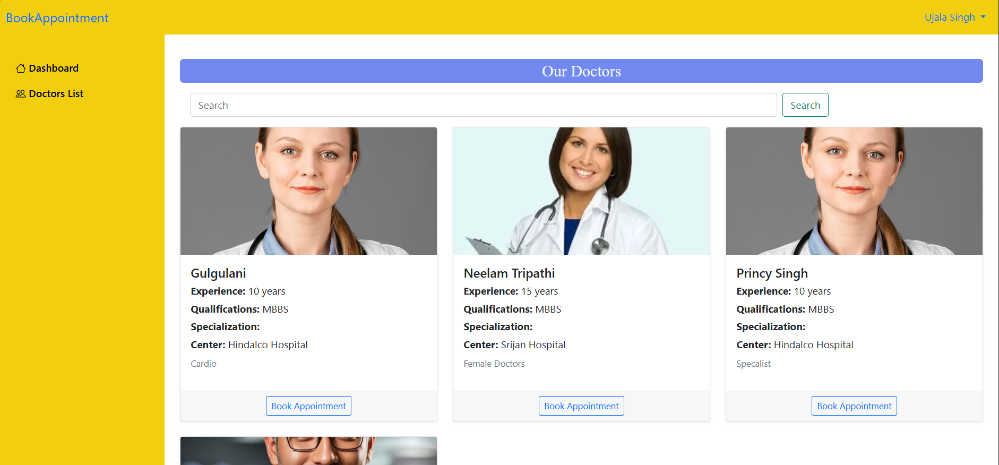 BookAppointment
Ujala Singh
Dashboard
Doctors List
Our Doctors
Search
Search
Gulgulani
Experience: 10 years
Qualifications: MBBS
Specialization:
Center: Hindalco Hospital
Cardio
Book Appointment
Neelam Tripathi
Experience: 15 years
Qualifications: MBBS
Specialization:
Center: Srijan Hospital
Female Doctors
Book Appointment
Princy Singh
Experience: 10 years
Qualifications: MBBS
Specialization:
Center: Hindalco Hospital
Specalist
Book Appointment